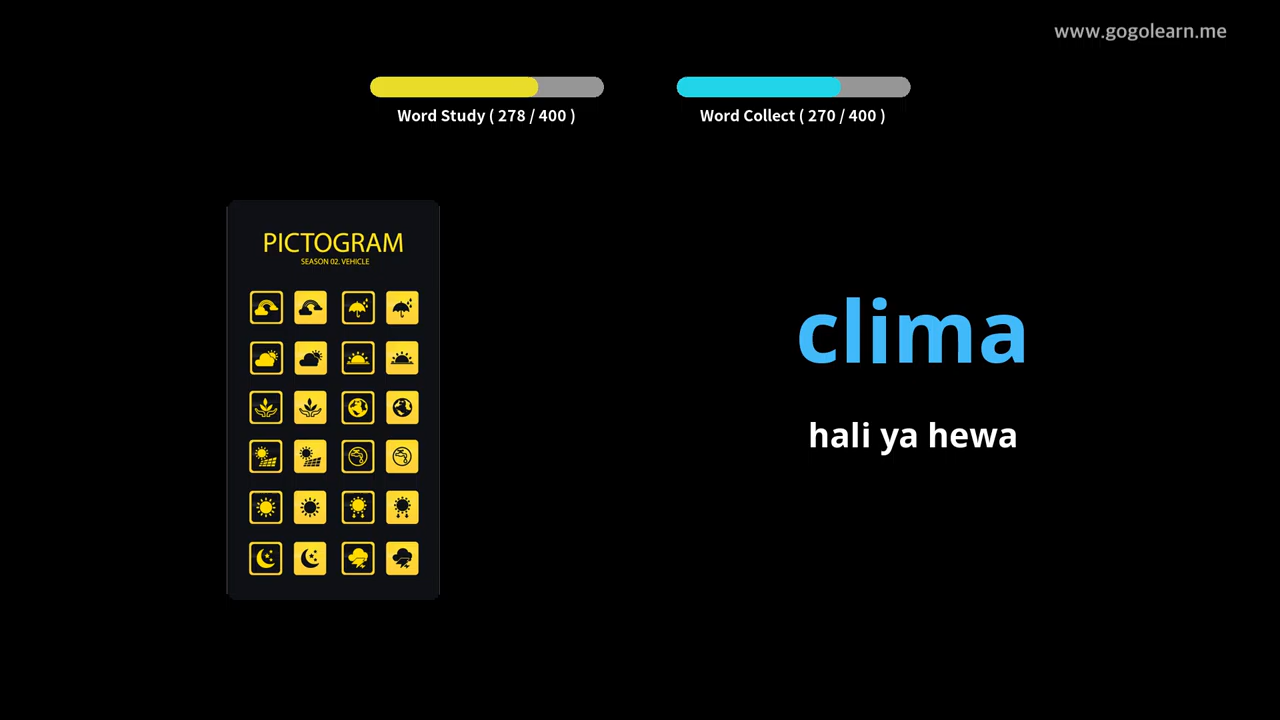 www.gogolearn.me
Word Study ( 278 / 400 )
Word Collect ( 270 / 400 )
PICTOGRAM
SEASON 02. VEHICLE
clima
hali ya hewa